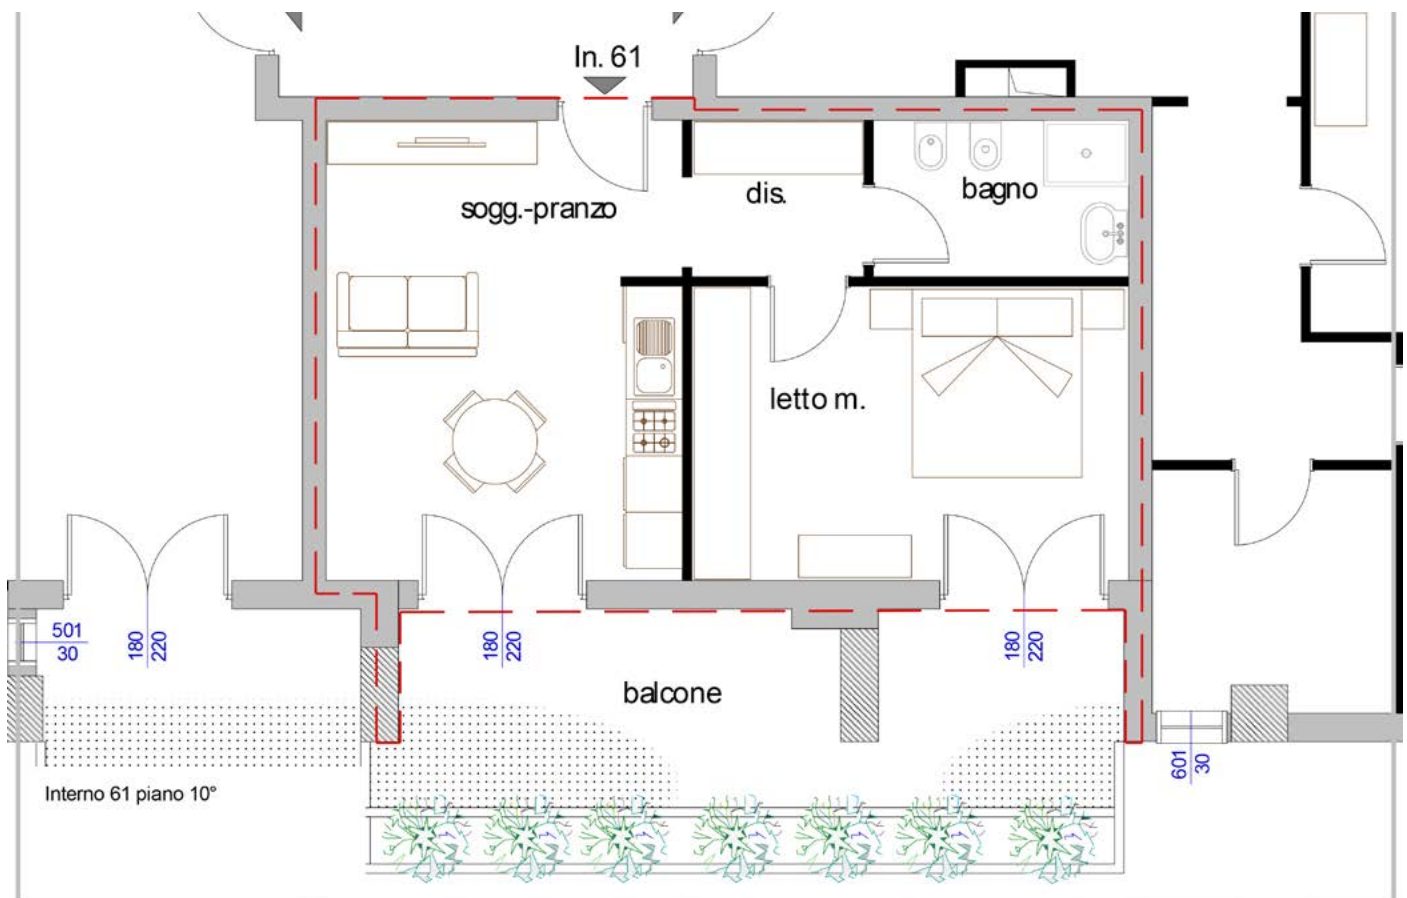 In. 61
sogg.-pranzo
dis.
bagno
letto m.
501
30
180
220
180
220
180
220
balcone
601
30
Interno 61 piano 10°